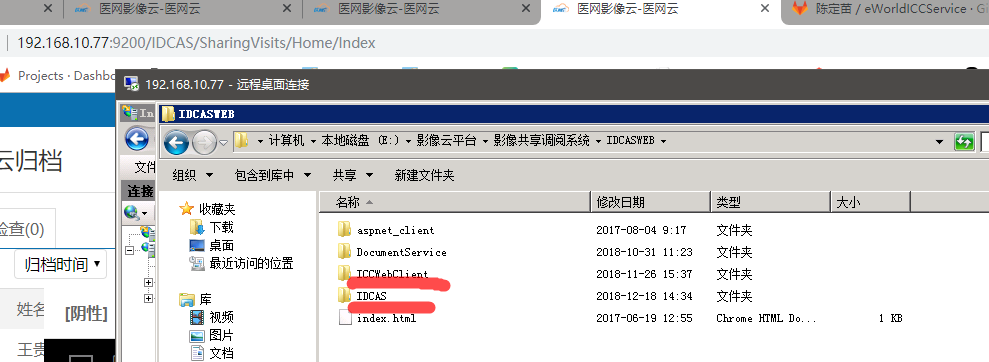 医网影像云-医网云
医网影像云-医网云
医网影像云-医网云
陈定苗 / eWorldICCService · Gi
192.168.10.77:9200/IDCAS/SharingVisits/Home/Index
Projects · Dashbo
192.168.10.77 - 远程桌面连接
IDCASWEB
计算机 本地磁盘 (E:) 影像云平台 影像共享调阅系统 IDCASWEB
组织 包含到库中 共享 新建文件夹
文件
连接
收藏夹
下载
桌面
最近访问的位置
库
视频
图片
文档
名称 修改日期 类型 大小
aspnet_client 2017-08-04 9:17 文件夹
DocumentService 2018-10-31 11:23 文件夹
ICCWebClient 2018-11-26 15:37 文件夹
IDCAS 2018-12-18 14:34 文件夹
index.html 2017-06-19 12:55 Chrome HTML Do... 1 KB
云归档
检查(0)
归档时间
姓名
[阴性]
王贵